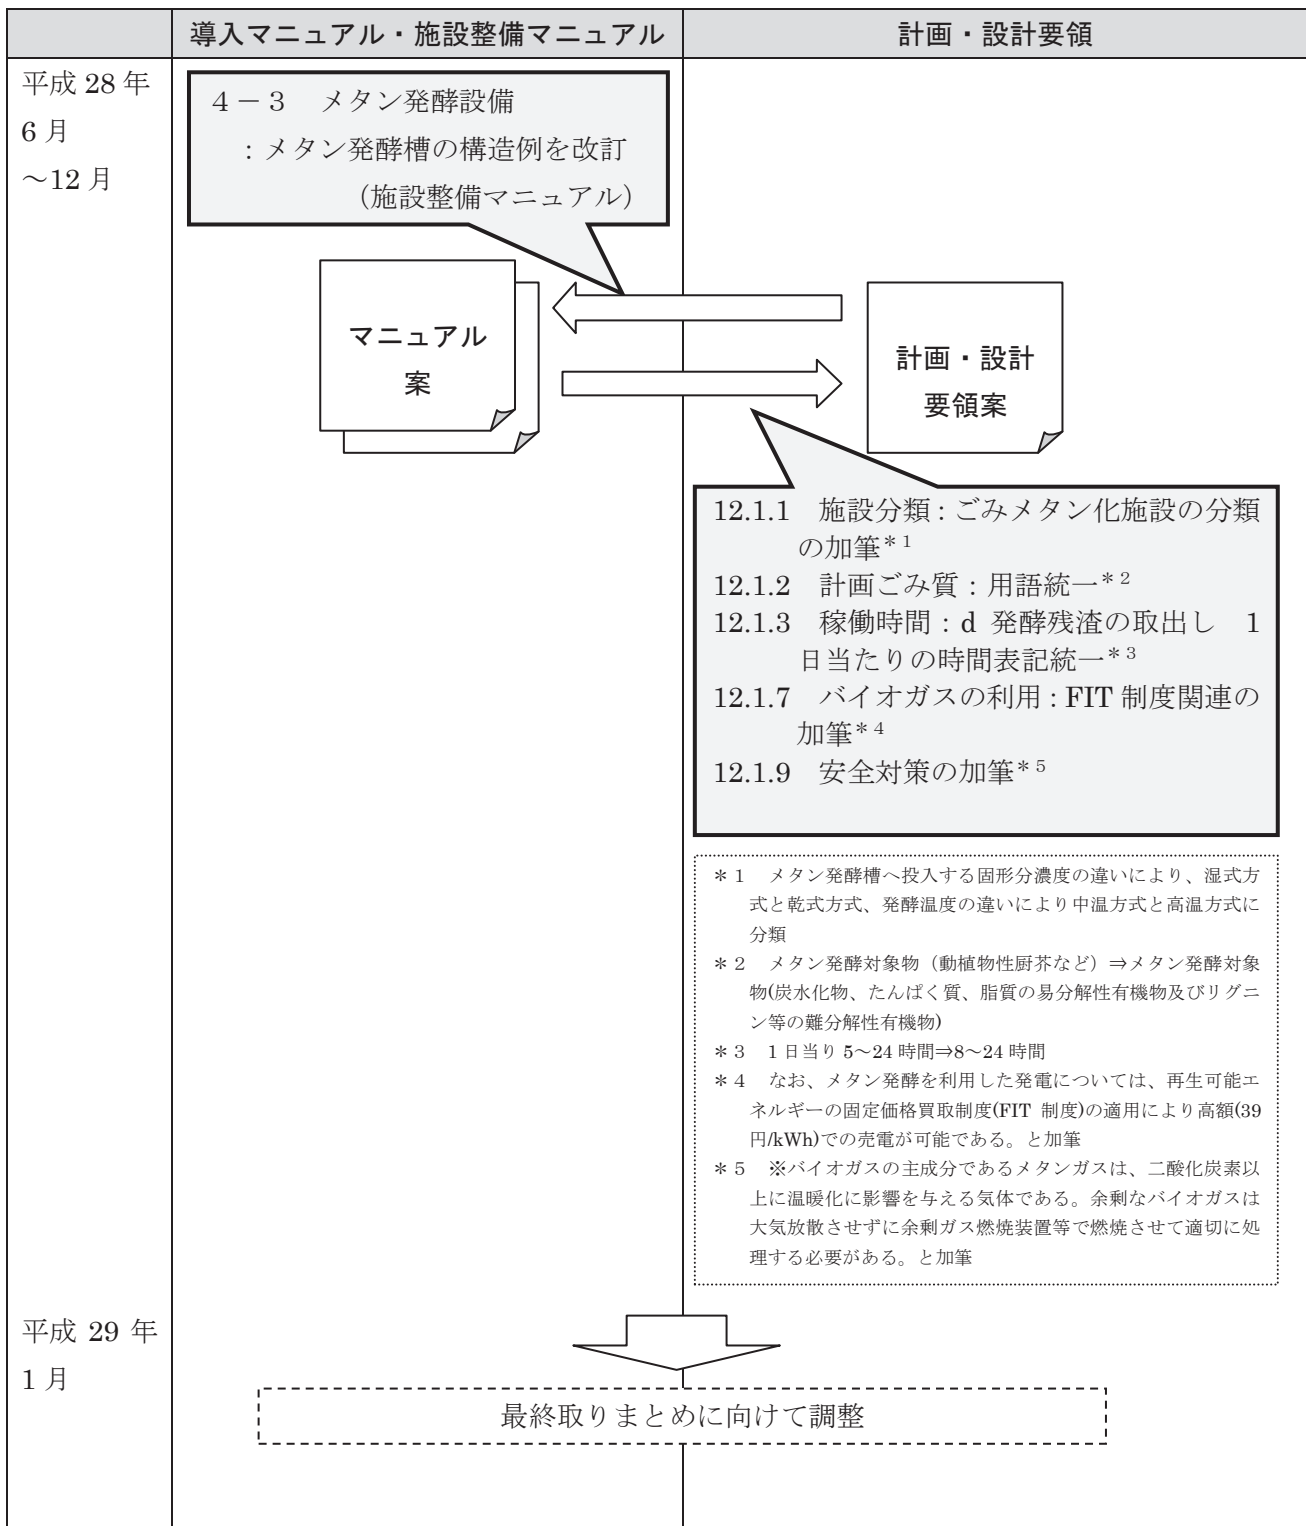 導入マニュアル・施設整備マニュアル
計画・設計要領
平成 28 年
6 月
～12 月
４－３　メタン発酵設備
：メタン発酵槽の構造例を改訂
（施設整備マニュアル）
マニュアル
案
計画・設計
要領案
12.1.1　施設分類：ごみメタン化施設の分類
の加筆＊１
12.1.2　計画ごみ質：用語統一＊２
12.1.3　稼働時間：d 発酵残渣の取出し　1
日当たりの時間表記統一＊３
12.1.7　バイオガスの利用：FIT 制度関連の
加筆＊４
12.1.9　安全対策の加筆＊５
＊１　メタン発酵槽へ投入する固形分濃度の違いにより、湿式方
式と乾式方式、発酵温度の違いにより中温方式と高温方式に
分類
＊２　メタン発酵対象物（動植物性厨芥など）⇒メタン発酵対象
物(炭水化物、たんぱく質、脂質の易分解性有機物及びリグニ
ン等の難分解性有機物)
＊３　１日当り 5～24 時間⇒8～24 時間
＊４　なお、メタン発酵を利用した発電については、再生可能エ
ネルギーの固定価格買取制度(FIT 制度)の適用により高額(39
円/kWh)での売電が可能である。と加筆
＊５　※バイオガスの主成分であるメタンガスは、二酸化炭素以
上に温暖化に影響を与える気体である。余剰なバイオガスは
大気放散させずに余剰ガス燃焼装置等で燃焼させて適切に処
理する必要がある。と加筆
平成 29 年
1 月
最終取りまとめに向けて調整